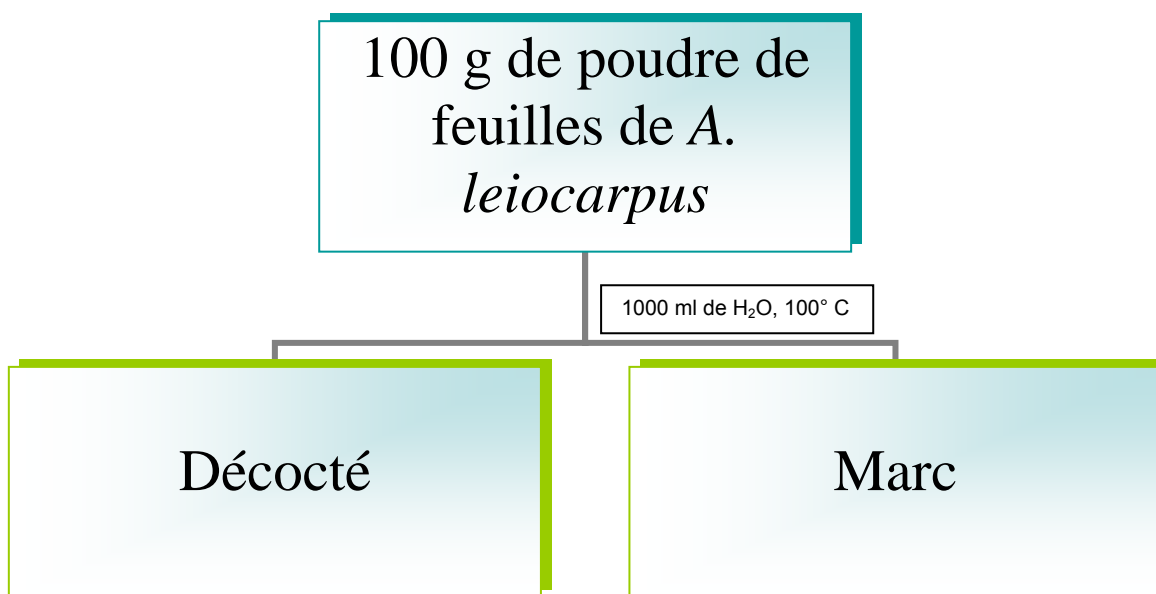 100 g de poudre de
feuilles de A.
leiocarpus
1000 ml de H₂O, 100° C
Décocté
Marc